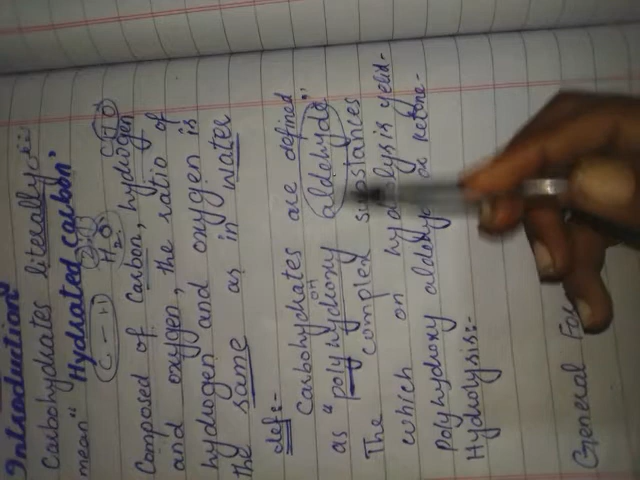 Introduction
Carbohydrates literally
mean "Hydrated carbon"
C - H H2O
Composed of Carbon, hydrogen
and oxygen, the ratio of
hydrogen and oxygen is
the same as in water
def:-
Carbohydrates are defined
as "polyhydroxy aldehyde"
on
The complex substances
which on hydrolysis yeild-
Polyhydroxy aldehyde or ketone-
Hydrolysis:-
General